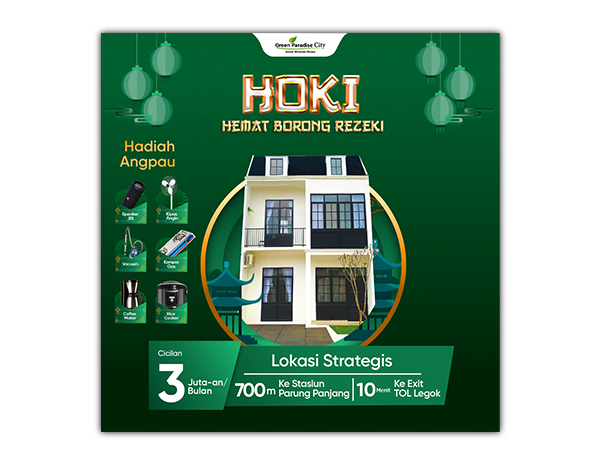 Green Paradise City
HOKI
HEMAT BORONG REZEKI
Hadiah
Angpau
Speaker
JBL
Kipas
Angin
Vacuum
Kompor
Gas
Coffee
Maker
Rice
Cooker
Cicilan
3 Juta-an/
Bulan
Lokasi Strategis
700m Ke Stasiun
Parung Panjang
10 Menit Ke Exit
TOL Legok